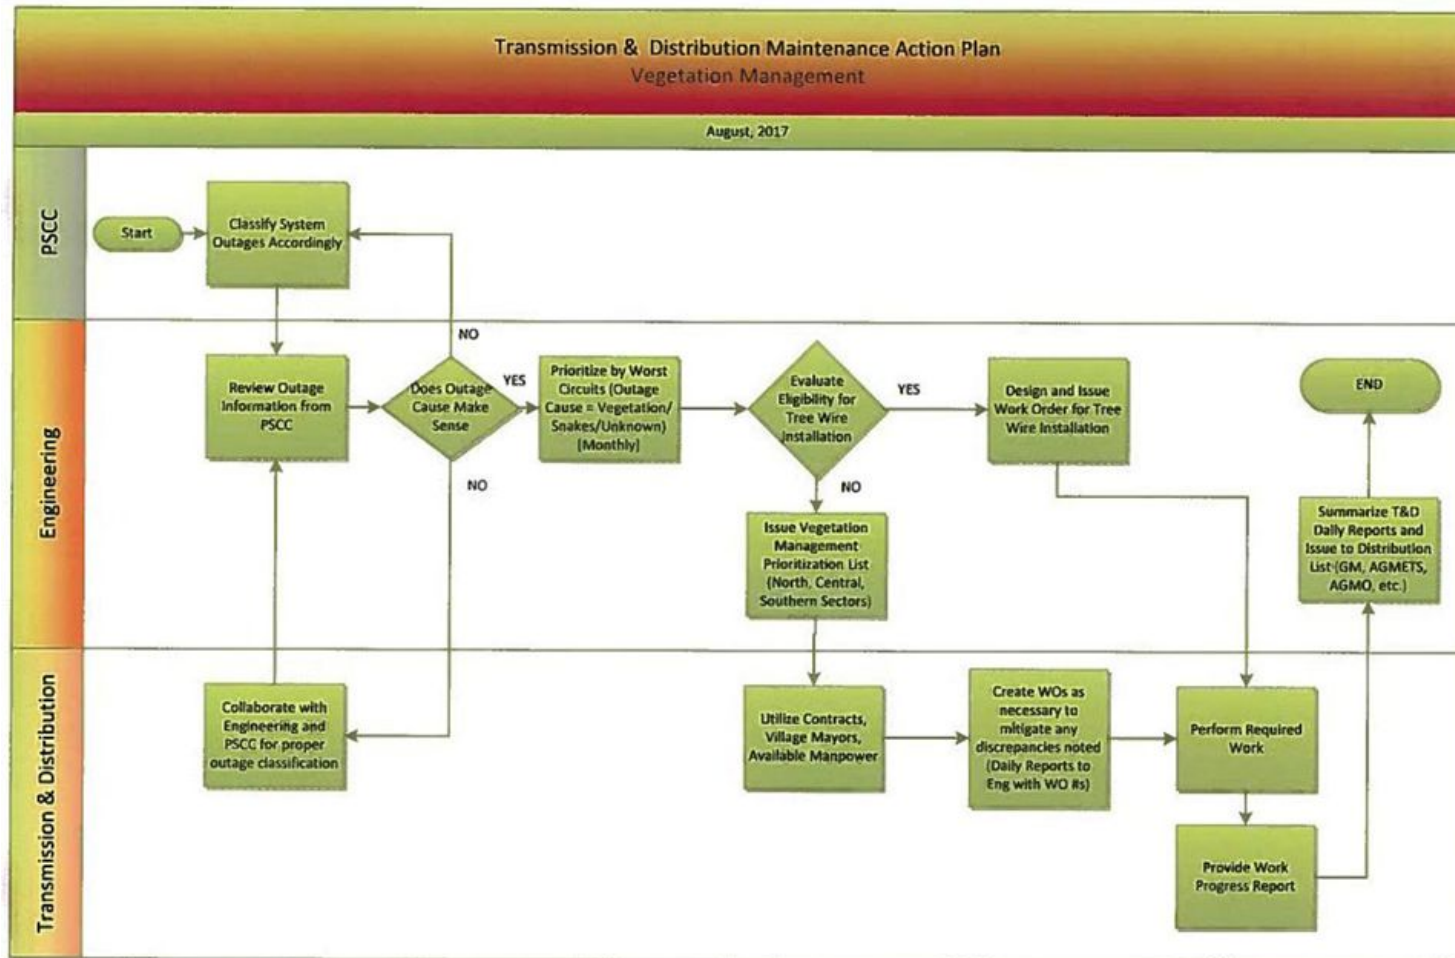 Transmission & Distribution Maintenance Action Plan
Vegetation Management
August, 2017
PSCC
Start
Classify System
Outages Accordingly
NO
Engineering
Review Outage
Information from
PSCC
Does Outage
Cause Make
Sense
YES
NO
Prioritize by Worst
Circuits (Outage
Cause = Vegetation/
Snakes/Unknown)
[Monthly]
Evaluate
Eligibility for
Tree Wire
Installation
YES
NO
Design and Issue
Work Order for Tree
Wire Installation
END
Issue Vegetation
Management
Prioritization List
(North, Central,
Southern Sectors)
Summarize T&D
Daily Reports and
Issue to Distribution
List (GM, AGMETS,
AGMO, etc.)
Transmission & Distribution
Collaborate with
Engineering and
PSCC for proper
outage classification
Utilize Contracts,
Village Mayors,
Available Manpower
Create WOs as
necessary to
mitigate any
discrepancies noted
(Daily Reports to
Eng with WO #s)
Perform Required
Work
Provide Work
Progress Report